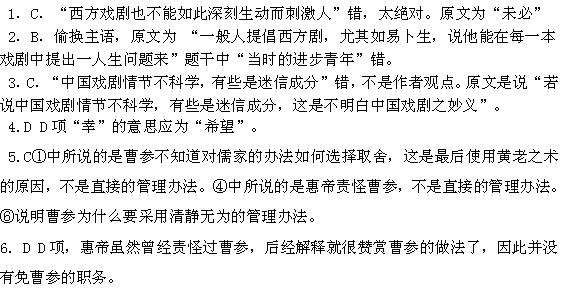 1. C. “西方戏剧也不能如此深刻生动而刺激人”错，太绝对。原文为“未必”
2. B. 偷换主语，原文为 “一般人提倡西方剧，尤其如易卜生，说他能在每一本
戏剧中提出一人生问题来”题干中“当时的进步青年”错。
3. C. “中国戏剧情节不科学，有些是迷信成分”错，不是作者观点。原文是说“若
说中国戏剧情节不科学，有些是迷信成分，这是不明白中国戏剧之妙义”。
4.D D项“幸”的意思应为“希望”。
5.C①中所说的是曹参不知道对儒家的办法如何选择取舍，这是最后使用黄老之术
的原因，不是直接的管理办法。④中所说的是惠帝责怪曹参，不是直接的管理办法。
⑥说明曹参为什么要采用清静无为的管理办法。
6. D D项，惠帝虽然曾经责怪过曹参，后经解释就很赞赏曹参的做法了，因此并没
有免曹参的职务。